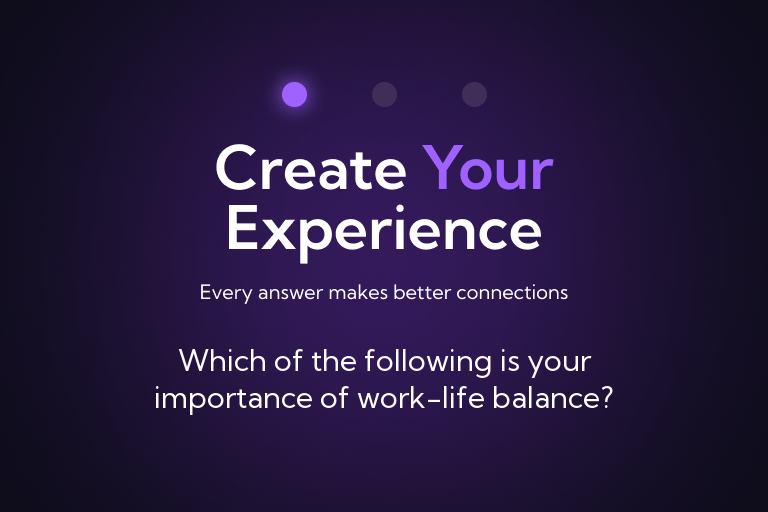 Create Your
Experience
Every answer makes better connections
Which of the following is your
importance of work-life balance?